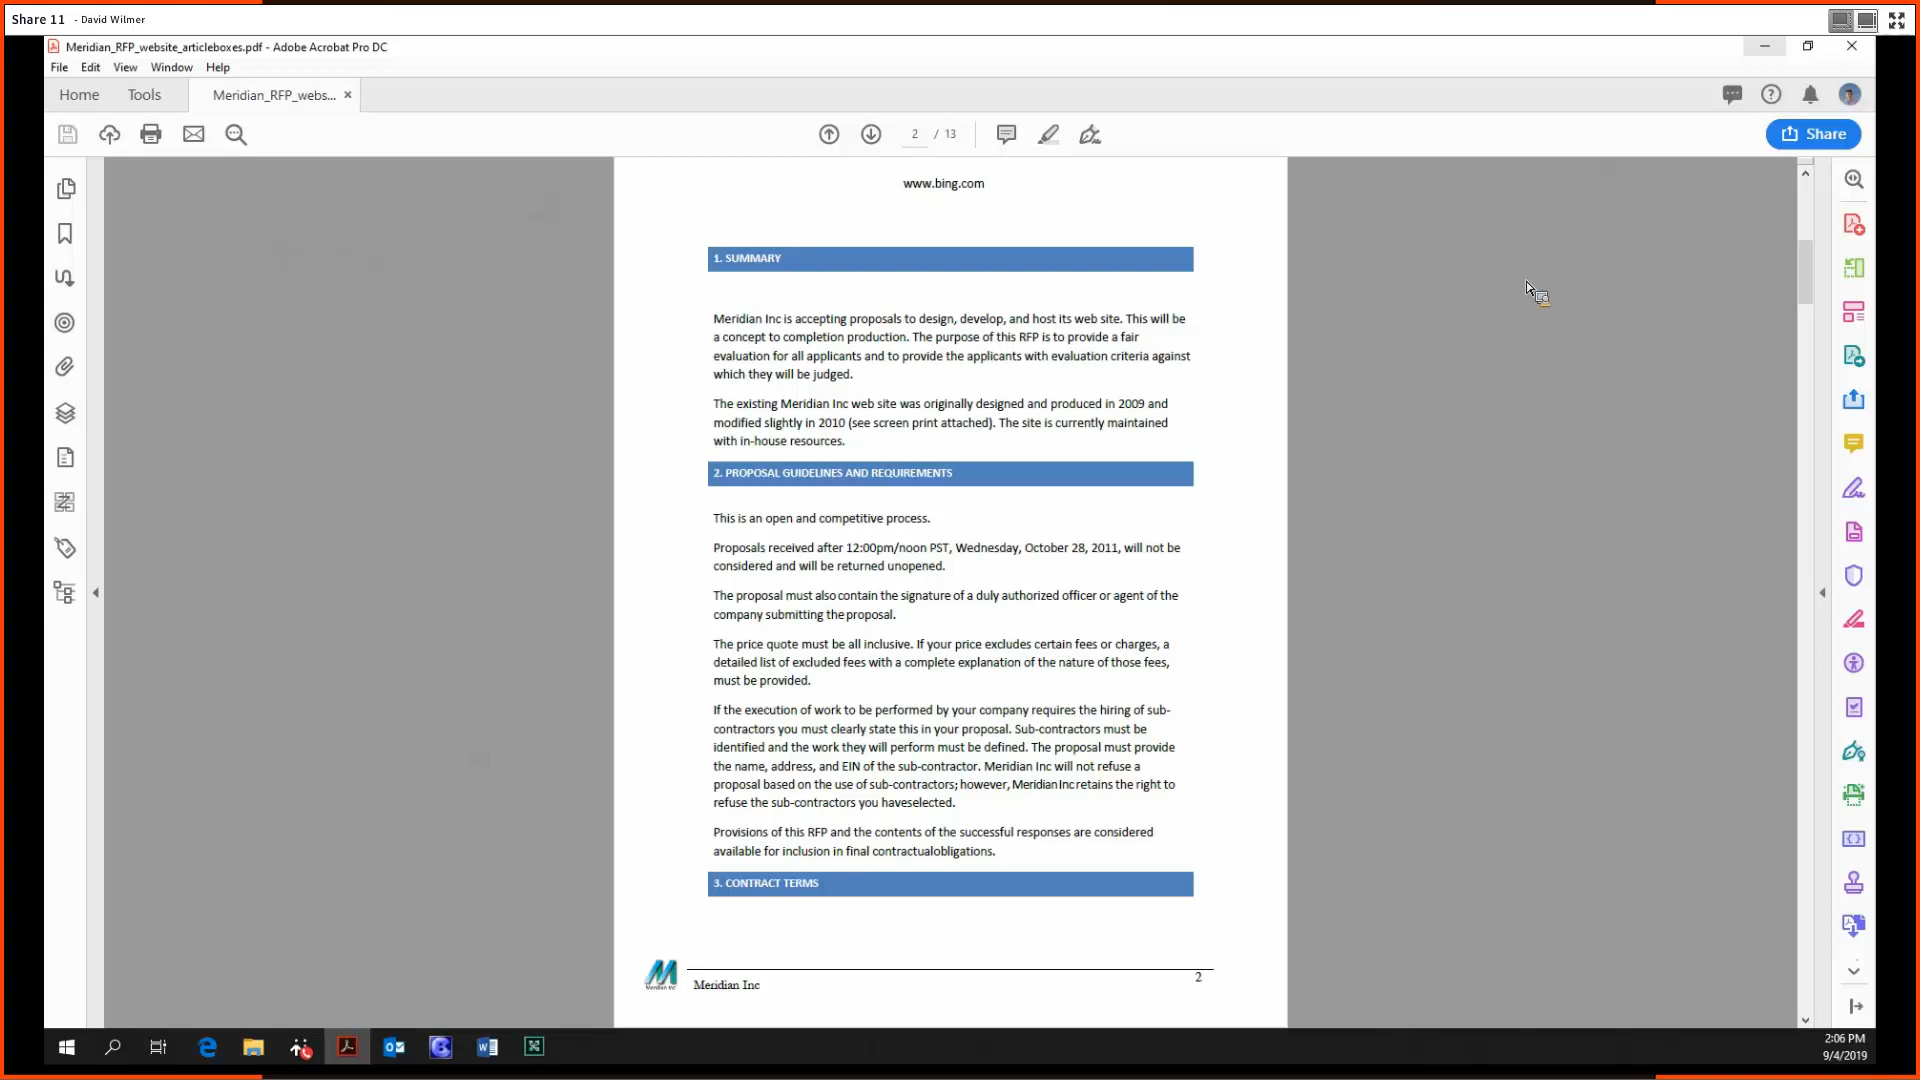 Share 11 - David Wilmer
Meridian_RFP_website_articleboxes.pdf - Adobe Acrobat Pro DC
File Edit View Window Help
Home Tools Meridian_RFP_webs... ×
2 / 13
Share
www.bing.com
1. SUMMARY
Meridian Inc is accepting proposals to design, develop, and host its web site. This will be
a concept to completion production. The purpose of this RFP is to provide a fair
evaluation for all applicants and to provide the applicants with evaluation criteria against
which they will be judged.
The existing Meridian Inc web site was originally designed and produced in 2009 and
modified slightly in 2010 (see screen print attached). The site is currently maintained
with in-house resources.
2. PROPOSAL GUIDELINES AND REQUIREMENTS
This is an open and competitive process.
Proposals received after 12:00pm/noon PST, Wednesday, October 28, 2011, will not be
considered and will be returned unopened.
The proposal must also contain the signature of a duly authorized officer or agent of the
company submitting the proposal.
The price quote must be all inclusive. If your price excludes certain fees or charges, a
detailed list of excluded fees with a complete explanation of the nature of those fees,
must be provided.
If the execution of work to be performed by your company requires the hiring of sub-
contractors you must clearly state this in your proposal. Sub-contractors must be
identified and the work they will perform must be defined. The proposal must provide
the name, address, and EIN of the sub-contractor. Meridian Inc will not refuse a
proposal based on the use of sub-contractors; however, Meridian Inc retains the right to
refuse the sub-contractors you haveselected.
Provisions of this RFP and the contents of the successful responses are considered
available for inclusion in final contractualobligations.
3. CONTRACT TERMS
Meridian Inc
Meridian Inc
2
2:06 PM
9/4/2019